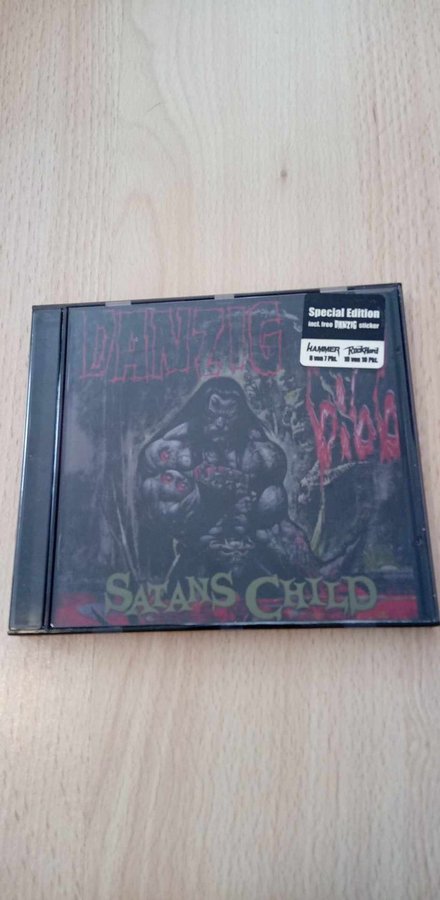 DANZIG
Special Edition
incl. free DANZIG sticker
HAMMER RockHard
6 von 7 Pkt. 10 von 10 Pkt.
SATANS CHILD